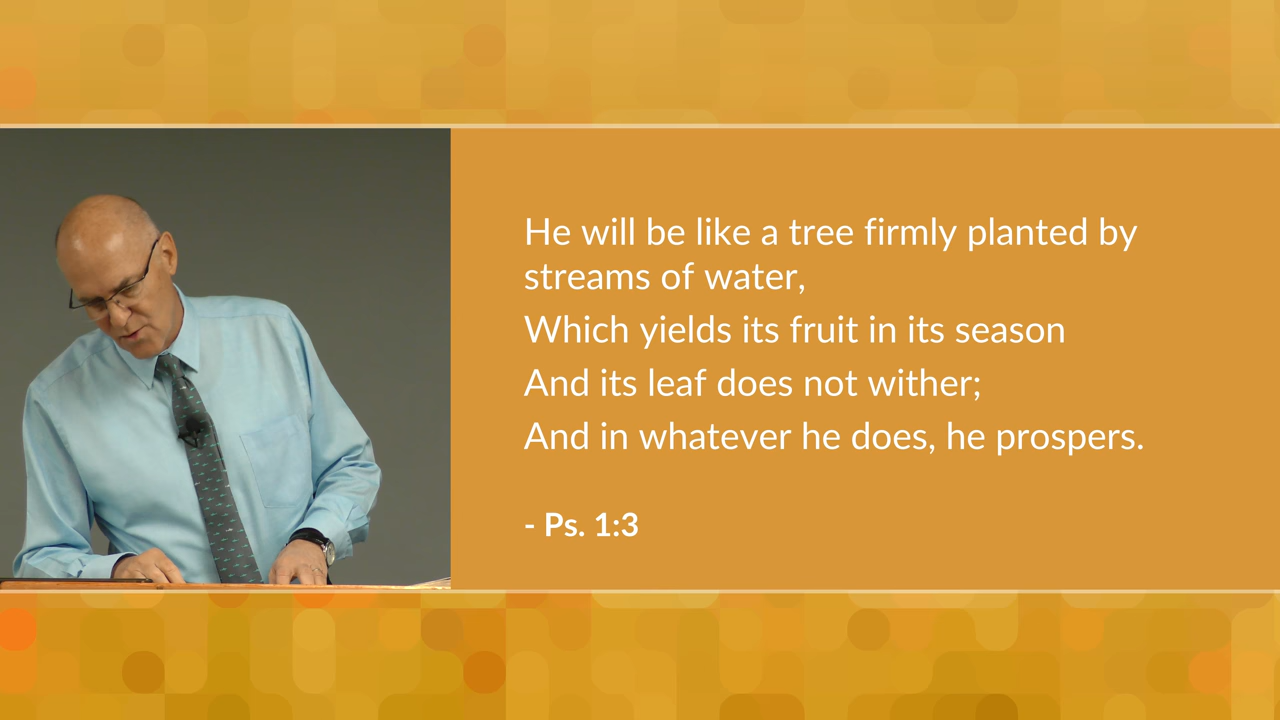 He will be like a tree firmly planted by
streams of water,
Which yields its fruit in its season
And its leaf does not wither;
And in whatever he does, he prospers.
- Ps. 1:3